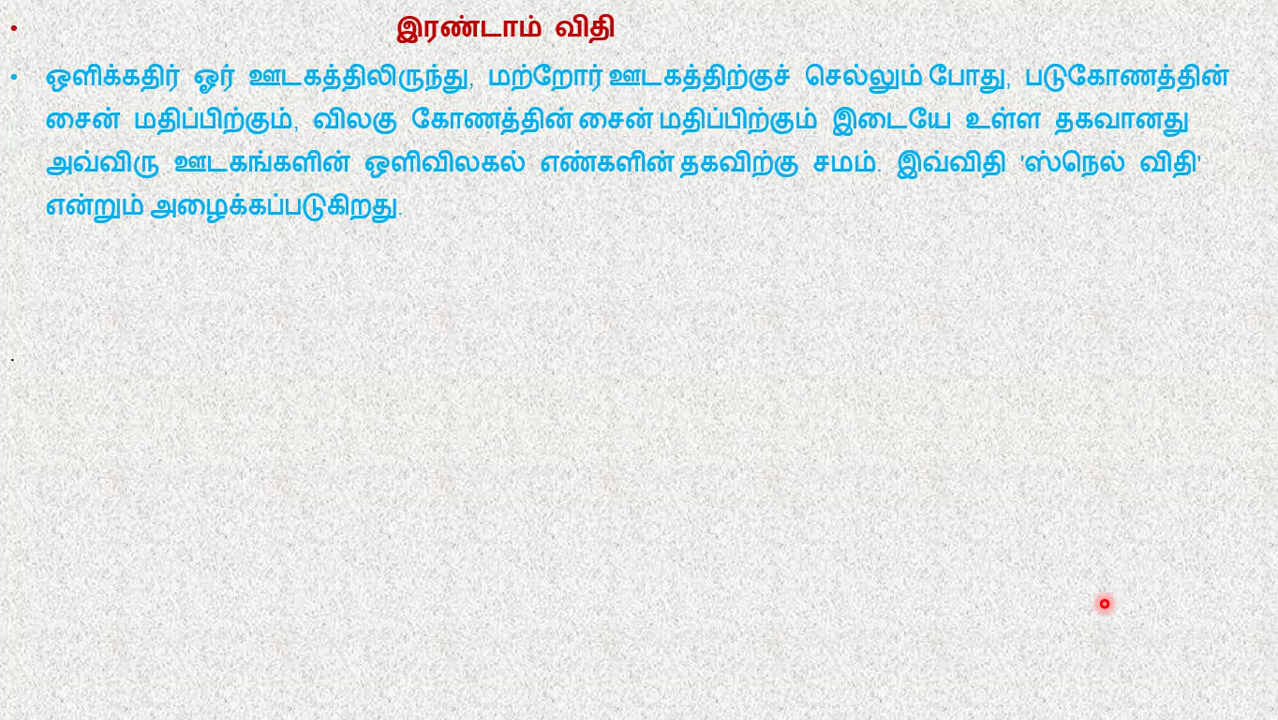 • இரண்டாம் விதி
• ஒளிக்கதிர் ஓர் ஊடகத்திலிருந்து, மற்றோர் ஊடகத்திற்குச் செல்லும் போது, படுகோணத்தின்
சைன் மதிப்பிற்கும், விலகு கோணத்தின் சைன் மதிப்பிற்கும் இடையே உள்ள தகவானது
அவ்விரு ஊடகங்களின் ஒளிவிலகல் எண்களின் தகவிற்கு சமம். இவ்விதி 'ஸ்நெல் விதி'
என்றும் அழைக்கப்படுகிறது.
.